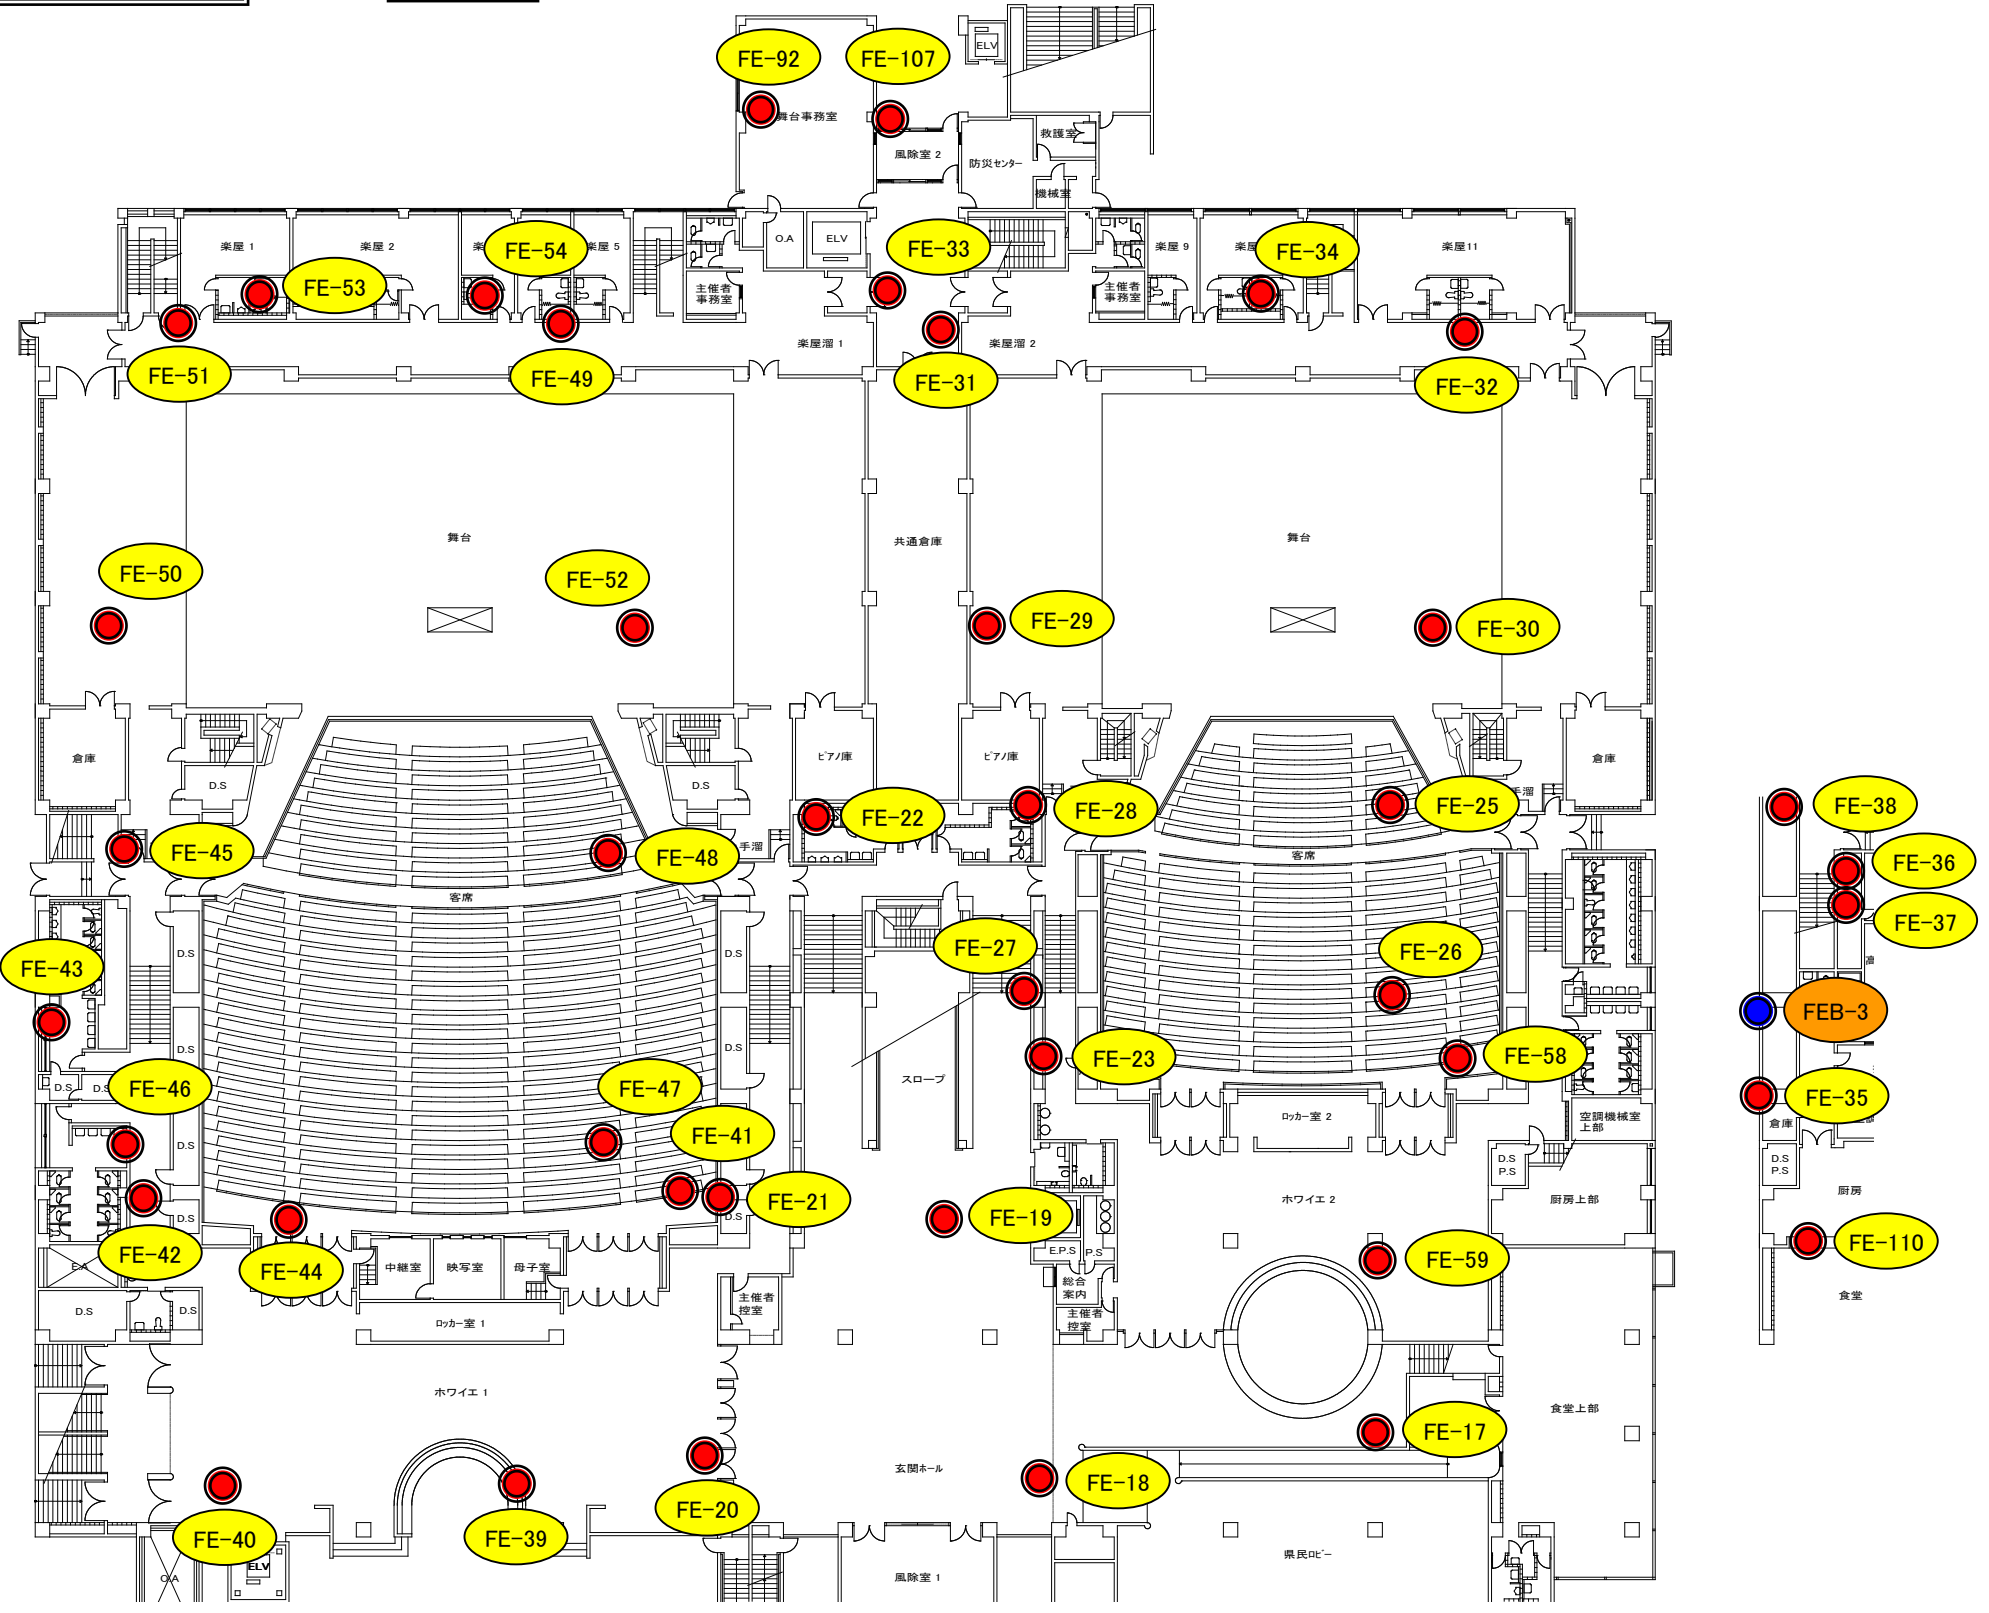 FE-92
FE-107
ELV
舞台事務室
風除室 2
防災センター
救護室
機械室
楽屋 1
楽屋 2
FE-54
楽屋 5
O.A
ELV
FE-33
楽屋 9
FE-34
楽屋11
FE-53
主催者
事務室
主催者
事務室
楽屋溜 1
楽屋溜 2
FE-51
FE-49
FE-31
FE-32
舞台
共通倉庫
舞台
FE-50
FE-52
FE-29
FE-30
倉庫
D.S
D.S
ピアノ庫
ピアノ庫
倉庫
FE-22
FE-28
FE-25
手溜
FE-38
FE-45
FE-48
手溜
客席
FE-36
客席
FE-37
D.S
D.S
FE-27
FE-26
FE-43
FEB-3
D.S
D.S
FE-23
FE-58
スロープ
D.S
FE-46
FE-47
FE-35
ロッカー室 2
空調機械室
上部
倉庫
FE-41
D.S
D.S
P.S
D.S
P.S
FE-21
FE-19
ホワイエ 2
厨房上部
厨房
D.S
D.S
FE-42
FE-44
E.A
中継室
映写室
母子室
E.P.S
P.S
FE-59
FE-110
総合
案内
主催者
控室
主催者
控室
食堂
D.S
D.S
ロッカー室 1
ホワイエ 1
食堂上部
FE-17
玄関ホール
FE-18
FE-20
FE-40
FE-39
ELV
O.A
風除室 1
県民ロビー